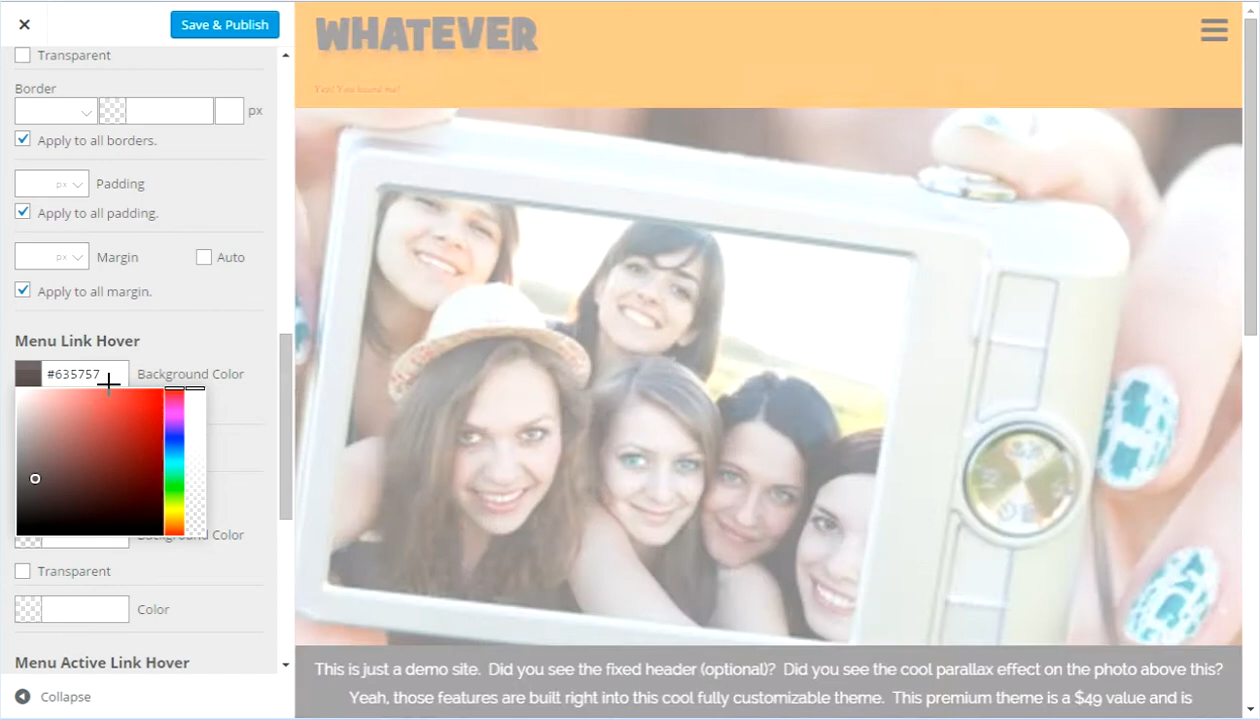 Save & Publish
Transparent
Border
px
Apply to all borders.
px Padding
Apply to all padding.
px Margin Auto
Apply to all margin.
Menu Link Hover
#635757 Background Color
Background Color
Transparent
Color
Menu Active Link Hover
Collapse
WHATEVER
This is just a demo site. Did you see the fixed header (optional)? Did you see the cool parallax effect on the photo above this?
Yeah, those features are built right into this cool fully customizable theme. This premium theme is a $49 value and is